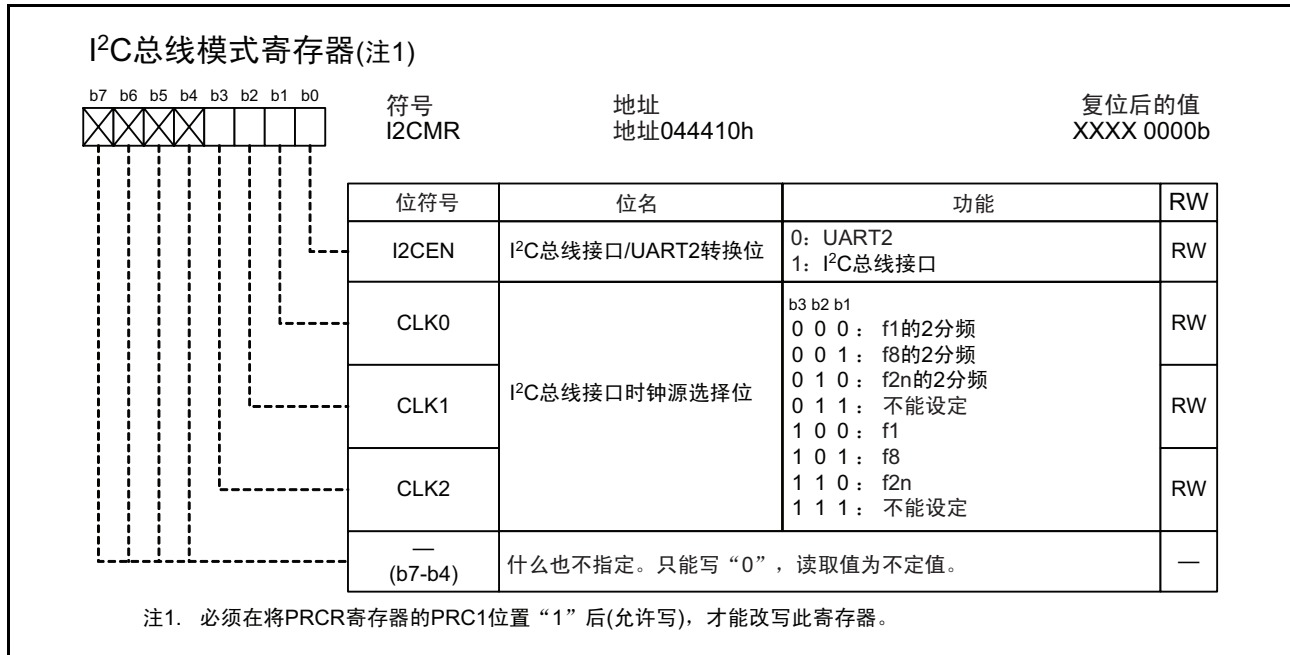 I²C总线模式寄存器(注1)
b7 b6 b5 b4 b3 b2 b1 b0
符号 地址 复位后的值
I2CMR 地址044410h XXXX 0000b
位符号 位名 功能 RW
I2CEN I²C总线接口/UART2转换位 0：UART2 RW
1：I²C总线接口
b3 b2 b1
CLK0 RW
0 0 0： f1的2分频
0 0 1： f8的2分频
0 1 0： f2n的2分频
I²C总线接口时钟源选择位
CLK1 0 1 1： 不能设定 RW
1 0 0： f1
1 0 1： f8
CLK2 1 1 0： f2n RW
1 1 1： 不能设定
—
(b7-b4) 什么也不指定。只能写“0”，读取值为不定值。 —
注1. 必须在将PRCR寄存器的PRC1位置“1”后(允许写)，才能改写此寄存器。